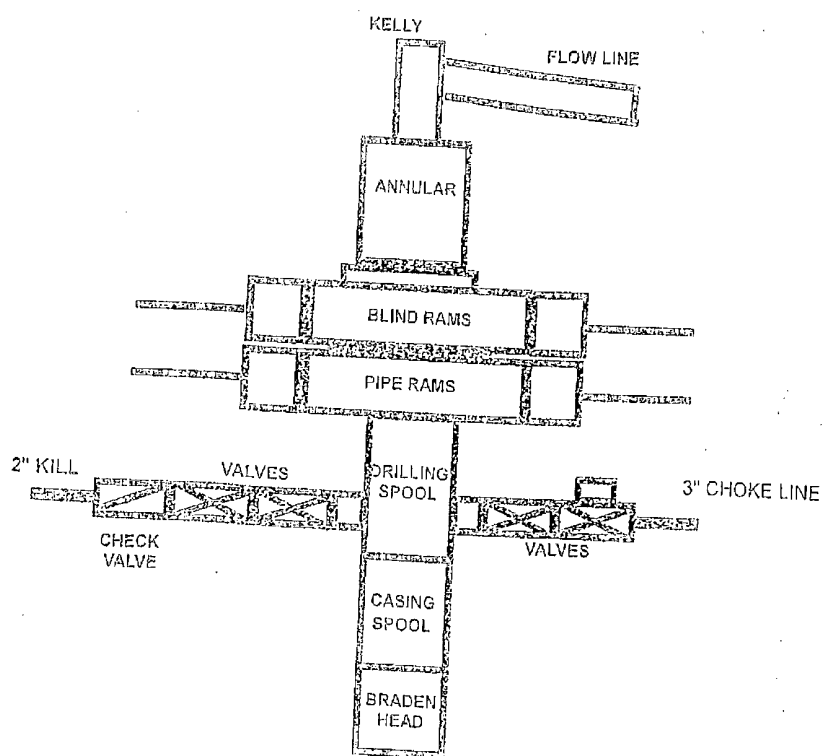 KELLY
FLOW LINE
ANNULAR
BLIND RAMS
PIPE RAMS
2" KILL
VALVES
DRILLING
SPOOL
3" CHOKE LINE
CHECK
VALVE
VALVES
CASING
SPOOL
BRADEN
HEAD